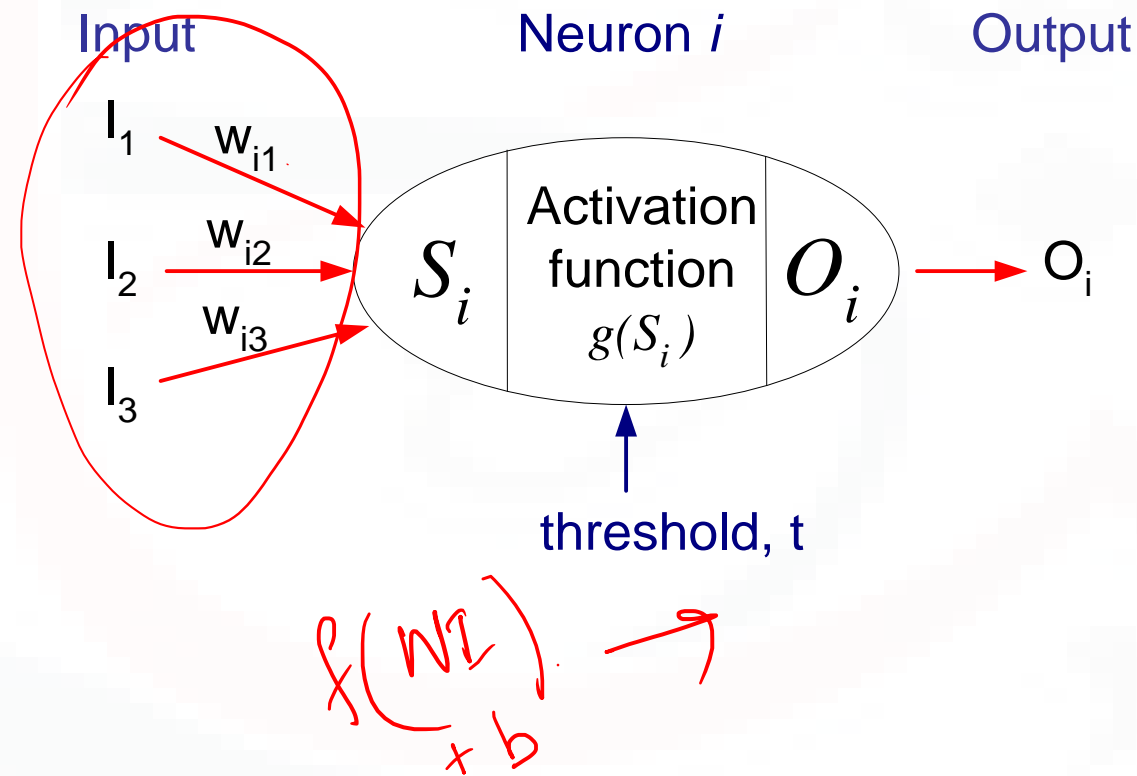 Input Neuron i Output
I1 wi1
I2 wi2
wi3
I3
Si
Activation
function
g(Si)
Oi
Oi
threshold, t
f(WI)
+ b